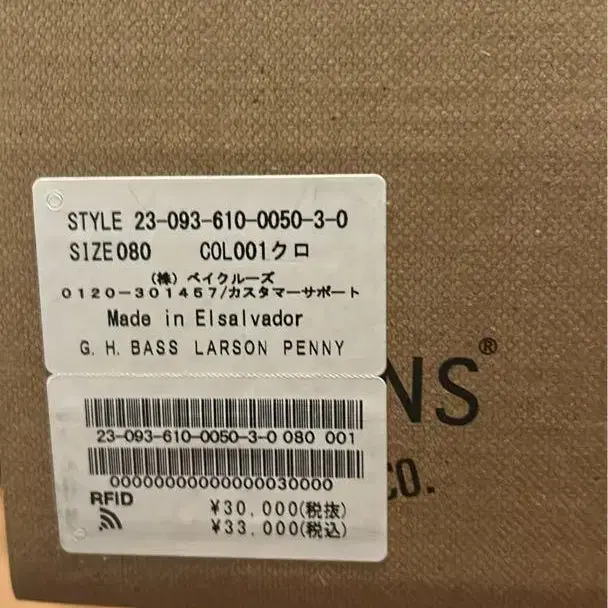 STYLE 23-093-610-0050-3-0
SIZE080 COL001クロ
(株) ベイクルーズ
0120-301457/カスタマーサポート
Made in Elsalvador
G. H. BASS LARSON PENNY
NS®
CO.
23-093-610-0050-3-0 080 001
00000000000000030000
RFID
¥30,000(税抜)
¥33,000(税込)